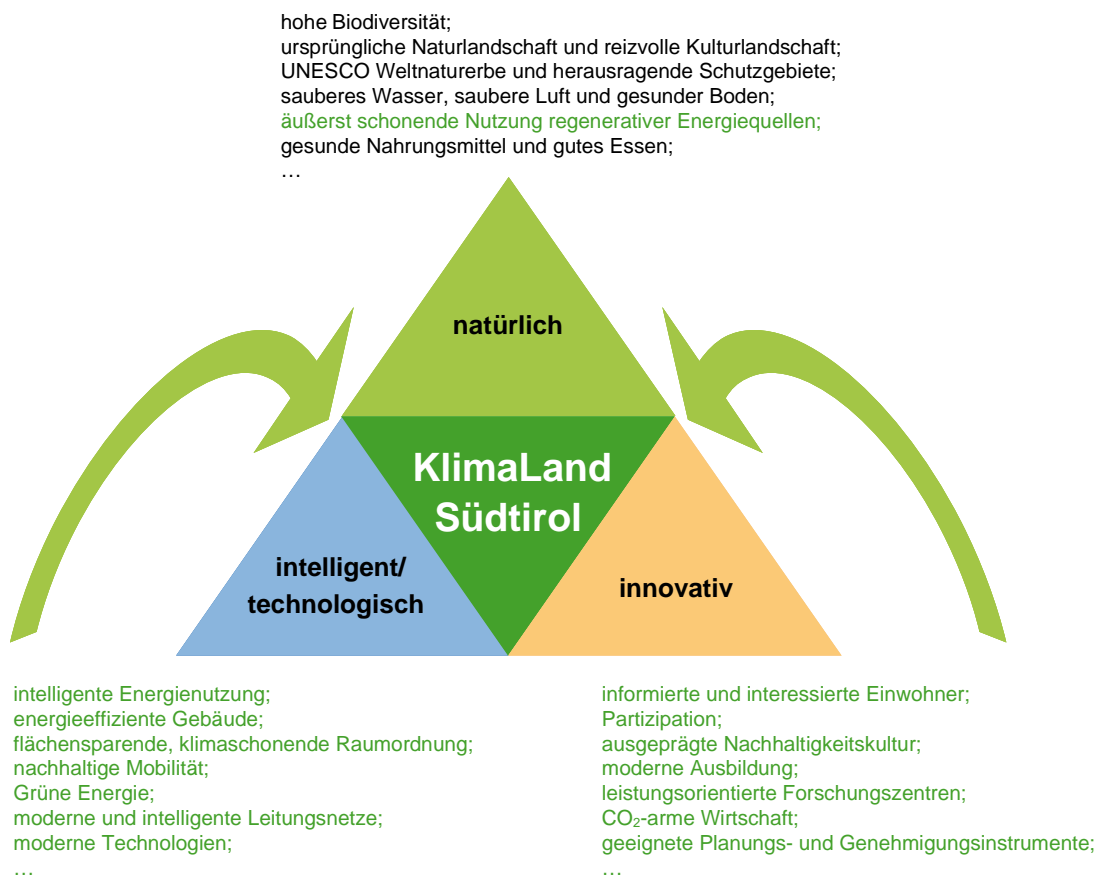 hohe Biodiversität;
ursprüngliche Naturlandschaft und reizvolle Kulturlandschaft;
UNESCO Weltnaturerbe und herausragende Schutzgebiete;
sauberes Wasser, saubere Luft und gesunder Boden;
äußerst schonende Nutzung regenerativer Energiequellen;
gesunde Nahrungsmittel und gutes Essen;
…
natürlich
KlimaLand
Südtirol
intelligent/
technologisch
innovativ
intelligente Energienutzung;
energieeffiziente Gebäude;
flächensparende, klimaschonende Raumordnung;
nachhaltige Mobilität;
Grüne Energie;
moderne und intelligente Leitungsnetze;
moderne Technologien;
…
informierte und interessierte Einwohner;
Partizipation;
ausgeprägte Nachhaltigkeitskultur;
moderne Ausbildung;
leistungsorientierte Forschungszentren;
CO₂-arme Wirtschaft;
geeignete Planungs- und Genehmigungsinstrumente;
…